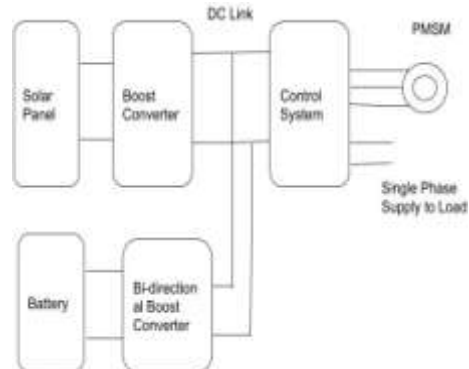 DC Link
PMSM
Solar
Panel
Boost
Converter
Control
System
Single Phase
Supply to Load
Battery
Bi-direction
al Boost
Converter